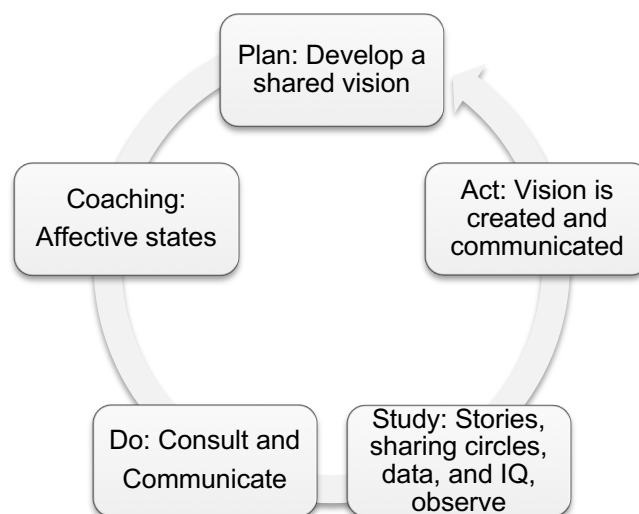 Plan: Develop a
shared vision
Coaching:
Affective states
Act: Vision is
created and
communicated
Do: Consult and
Communicate
Study: Stories,
sharing circles,
data, and IQ,
observe